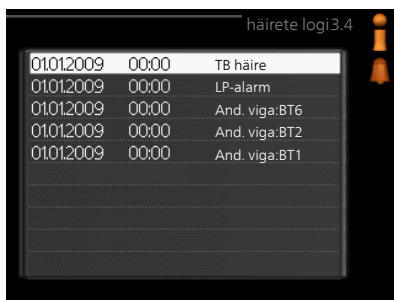 häirete logi3.4
01.01.2009 00:00 TB häire
01.01.2009 00:00 LP-alarm
01.01.2009 00:00 And. viga:BT6
01.01.2009 00:00 And. viga:BT2
01.01.2009 00:00 And. viga:BT1